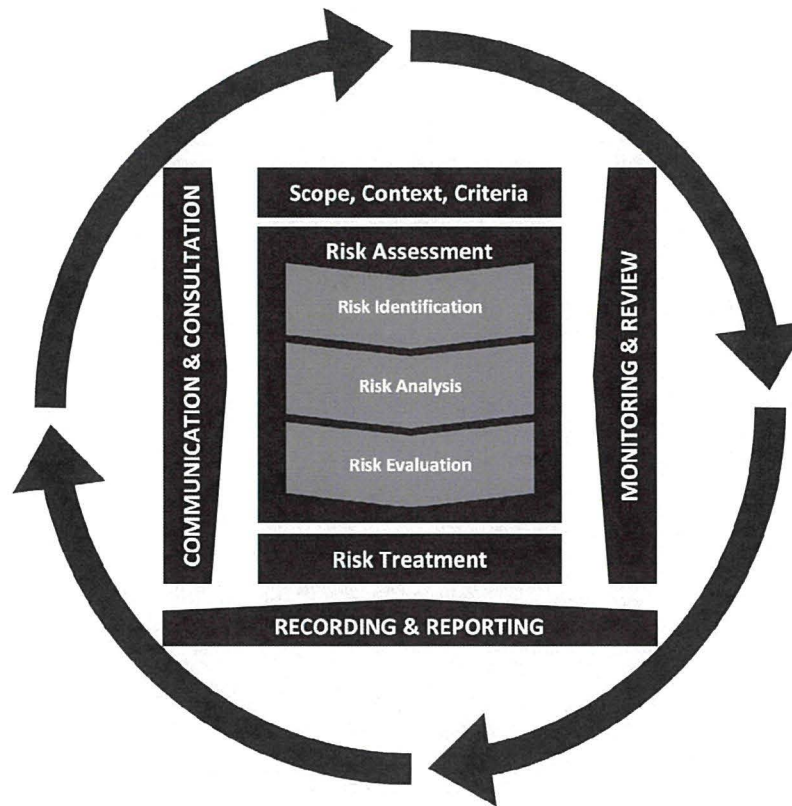 Scope, Context, Criteria
Risk Assessment
Risk Identification
Risk Analysis
Risk Evaluation
Risk Treatment
COMMUNICATION & CONSULTATION
MONITORING & REVIEW
RECORDING & REPORTING